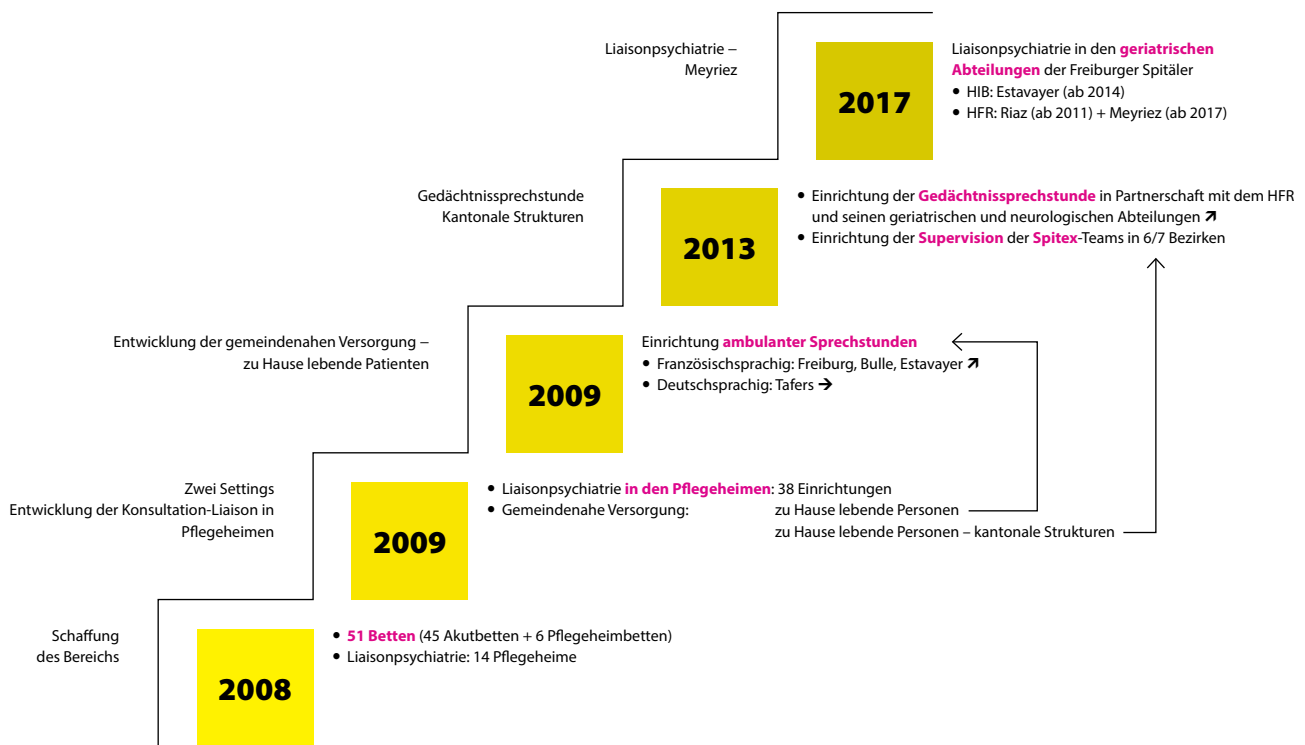 Liaisonpsychiatrie –
Meyriez
2017
Liaisonpsychiatrie in den geriatrischen
Abteilungen der Freiburger Spitäler
• HIB: Estavayer (ab 2014)
• HFR: Riaz (ab 2011) + Meyriez (ab 2017)
Gedächtnissprechstunde
Kantonale Strukturen
2013
• Einrichtung der Gedächtnissprechstunde in Partnerschaft mit dem HFR
und seinen geriatrischen und neurologischen Abteilungen ↗
• Einrichtung der Supervision der Spitex-Teams in 6/7 Bezirken
Entwicklung der gemeindenahen Versorgung –
zu Hause lebende Patienten
2009
Einrichtung ambulanter Sprechstunden
• Französischsprachig: Freiburg, Bulle, Estavayer ↗
• Deutschsprachig: Tafers →
Zwei Settings
Entwicklung der Konsultation-Liaison in
Pflegeheimen
2009
• Liaisonpsychiatrie in den Pflegeheimen: 38 Einrichtungen
• Gemeindenahe Versorgung: zu Hause lebende Personen
zu Hause lebende Personen – kantonale Strukturen
Schaffung
des Bereichs
2008
• 51 Betten (45 Akutbetten + 6 Pflegeheimbetten)
• Liaisonpsychiatrie: 14 Pflegeheime